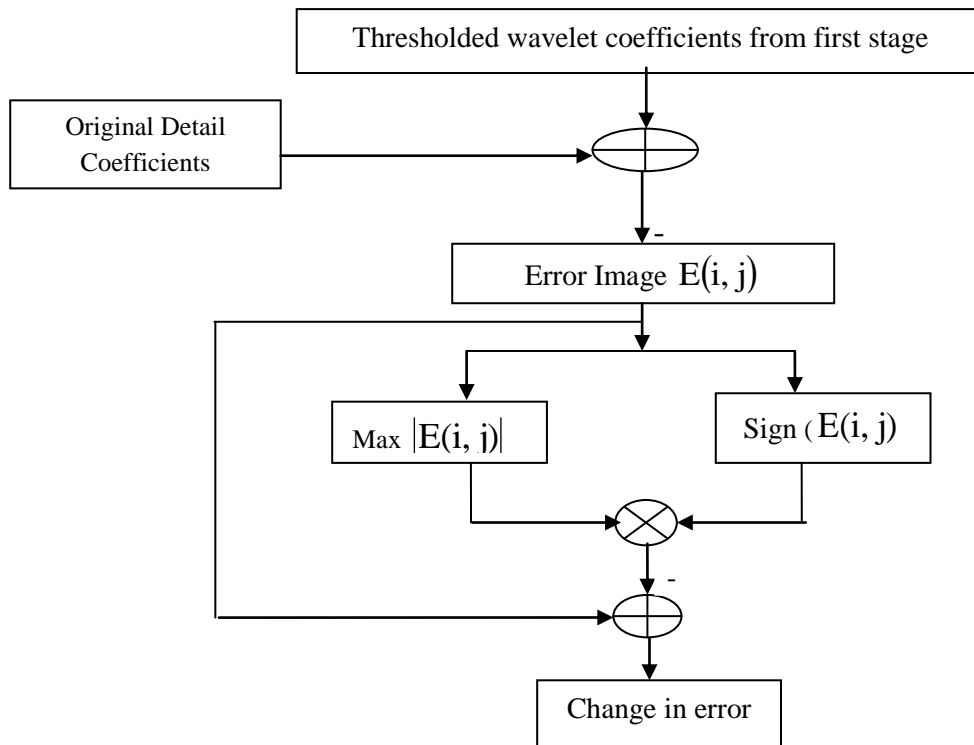 Thresholded wavelet coefficients from first stage
Original Detail
Coefficients
-
Error Image E(i, j)
Max |E(i, j)|
Sign ( E(i, j)
-
Change in error